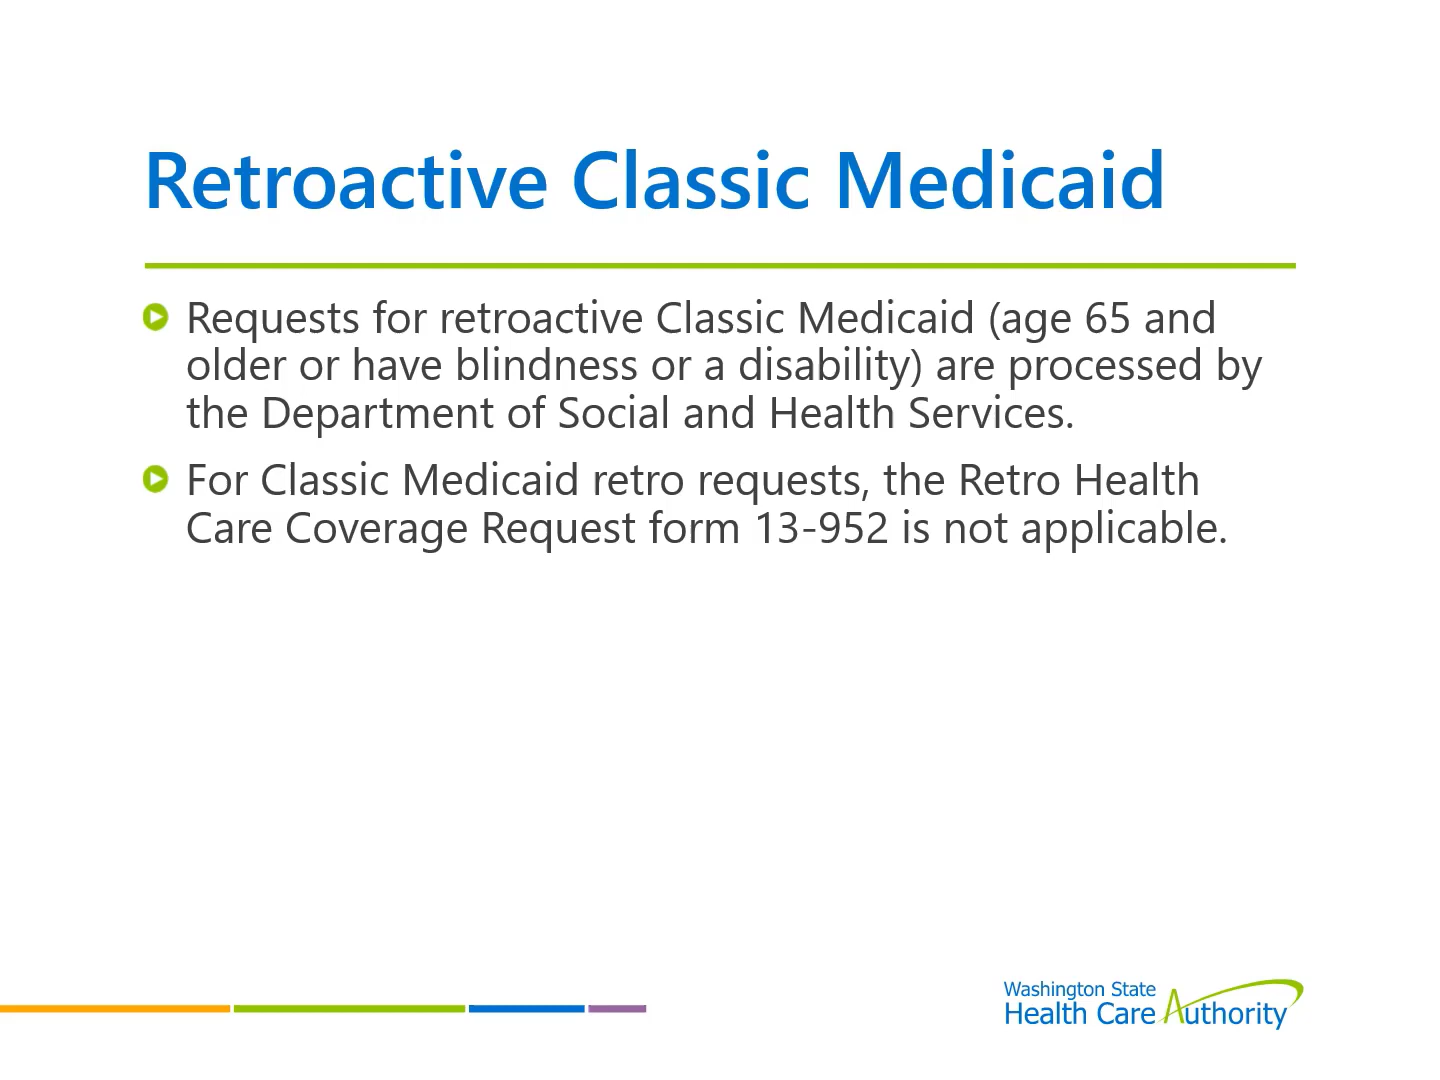 Retroactive Classic Medicaid
Requests for retroactive Classic Medicaid (age 65 and
older or have blindness or a disability) are processed by
the Department of Social and Health Services.
For Classic Medicaid retro requests, the Retro Health
Care Coverage Request form 13-952 is not applicable.
Washington State
Health Care Authority